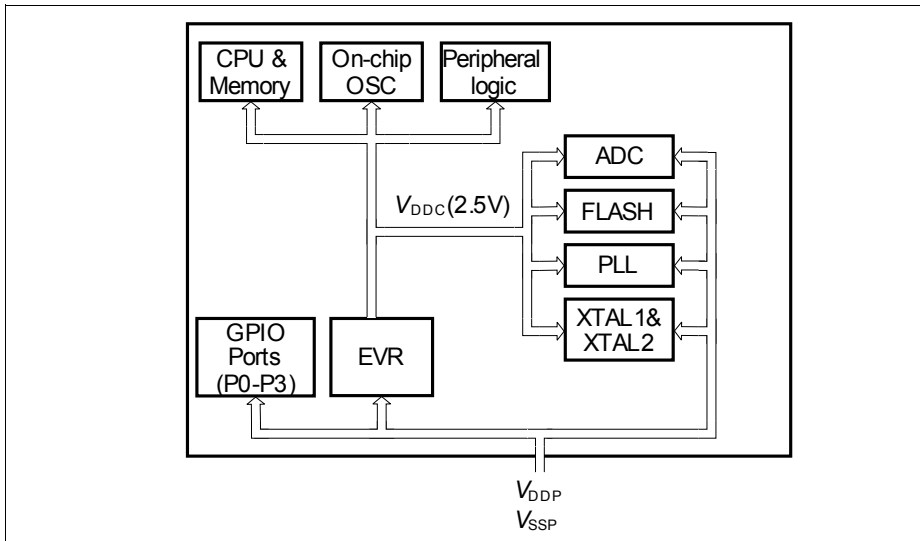 CPU &
Memory
On-chip
OSC
Peripheral
logic
ADC
VDDC(2.5V)
FLASH
PLL
XTAL1&
XTAL2
GPIO
Ports
(P0-P3)
EVR
VDDP
VSSP